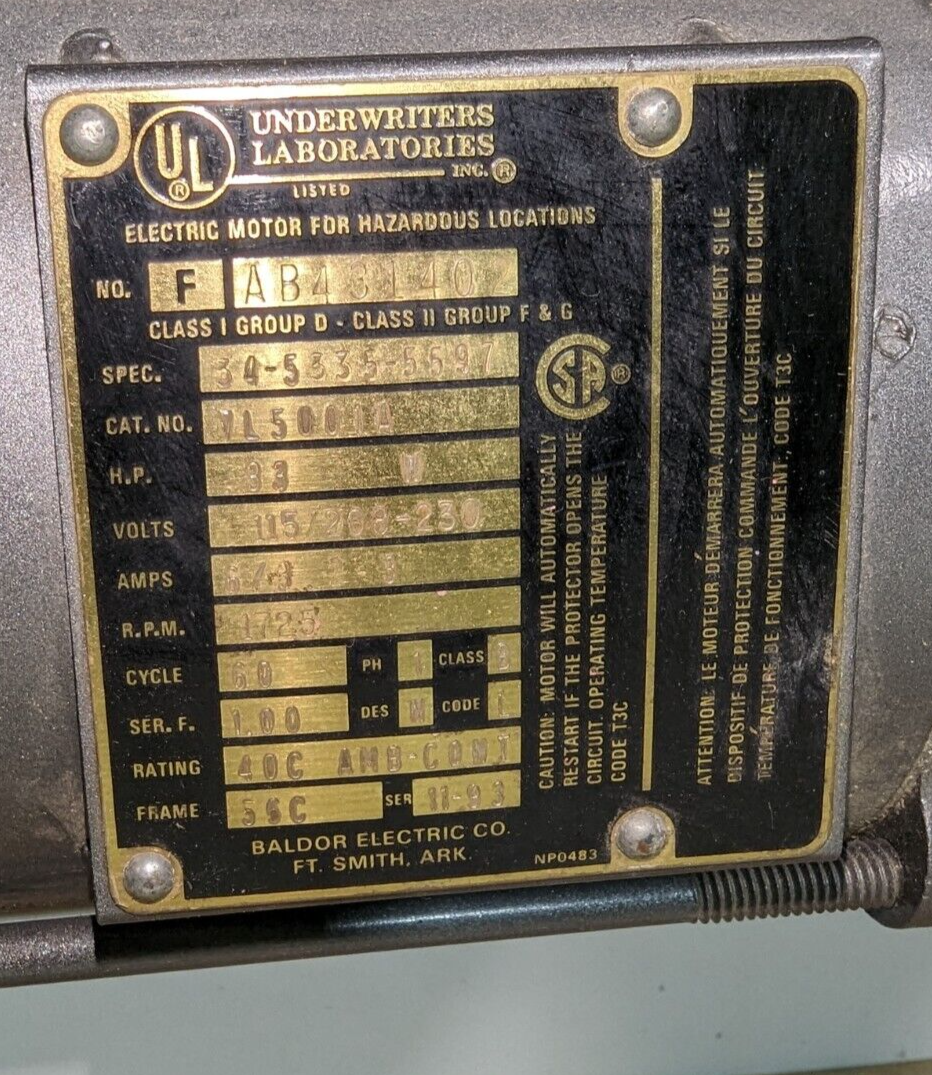 UL ®
UNDERWRITERS
LABORATORIES
INC. ®
LISTED
ELECTRIC MOTOR FOR HAZARDOUS LOCATIONS
NO. F AB43140
CLASS I GROUP D - CLASS II GROUP F & G
SPEC. 34-5335-5697
CAT. NO. VL5001A
H.P. .33 W
VOLTS 115/208-230
AMPS
R.P.M. 1725
CYCLE 60 PH 1 CLASS B
SER. F. 1.00 DES CODE L
RATING 40C AMB-CONT
FRAME 56C SER 11-93
BALDOR ELECTRIC CO.
FT. SMITH, ARK.
NP0483
SA ®
CAUTION: MOTOR WILL AUTOMATICALLY
RESTART IF THE PROTECTOR OPENS THE
CIRCUIT. OPERATING TEMPERATURE
CODE T3C
ATTENTION: LE MOTEUR DÉMARRERA AUTOMATIQUEMENT SI LE
DISPOSITIF DE PROTECTION COMMANDE L'OUVERTURE DU CIRCUIT.
TEMPÉRATURE DE FONCTIONNEMENT, CODE T3C